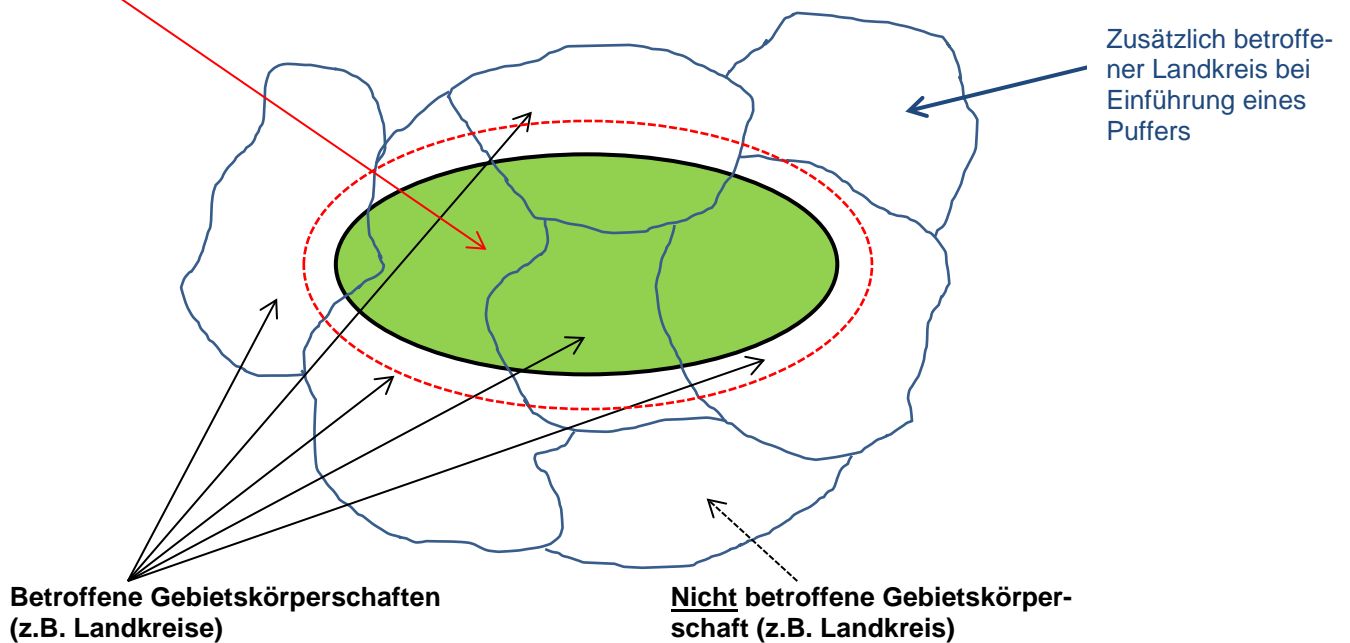 Zusätzlich betroffe-
ner Landkreis bei
Einführung eines
Puffers
Betroffene Gebietskörperschaften
(z.B. Landkreise)
Nicht betroffene Gebietskörper-
schaft (z.B. Landkreis)